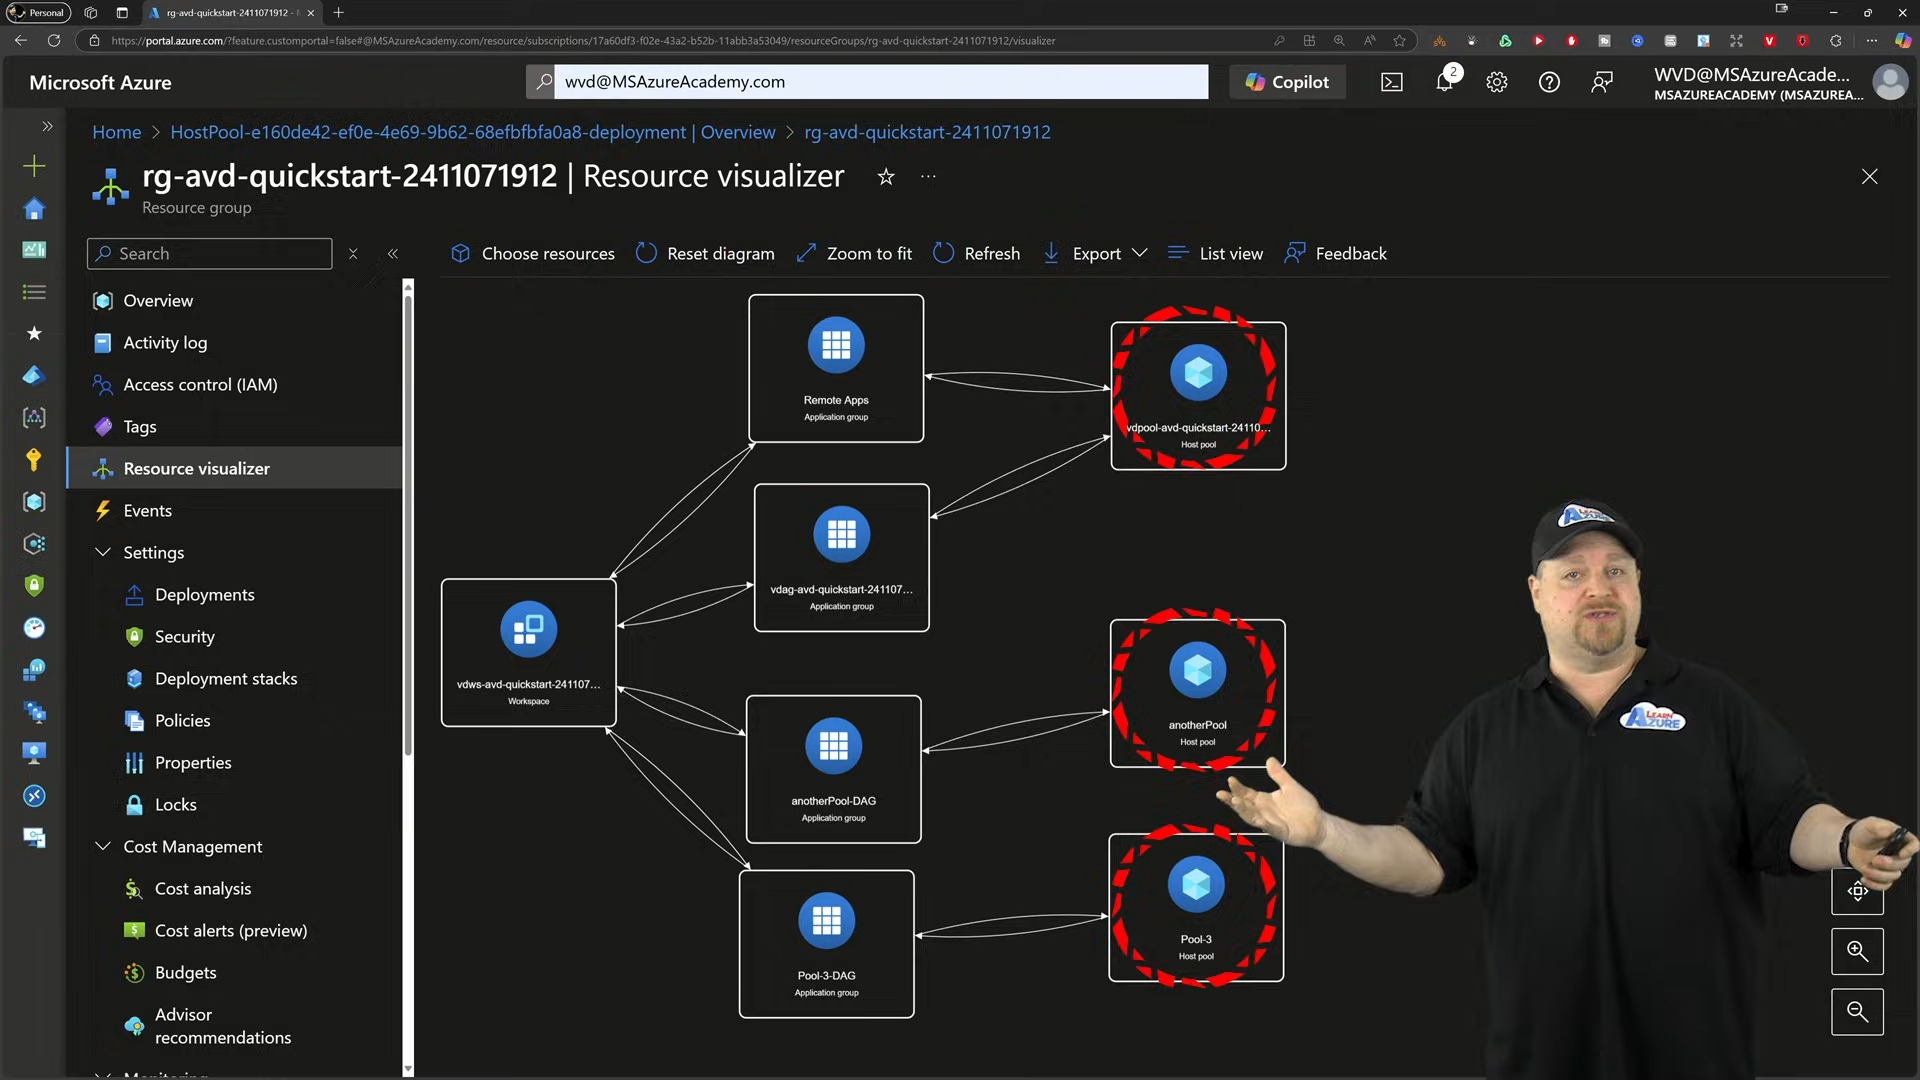 Personal
rg-avd-quickstart-2411071912 -
https://portal.azure.com/?feature.customportal=false#@MSAzureAcademy.com/resource/subscriptions/17a60df3-f02e-43a2-b52b-11abb3a53049/resourceGroups/rg-avd-quickstart-2411071912/visualizer
Microsoft Azure
wvd@MSAzureAcademy.com
Copilot
2
WVD@MSAzureAcade...
MSAZUREACADEMY (MSAZUREA...
Home > HostPool-e160de42-ef0e-4e69-9b62-68efbfbfa0a8-deployment | Overview > rg-avd-quickstart-2411071912
rg-avd-quickstart-2411071912 | Resource visualizer
Resource group
Search
Choose resources
Reset diagram
Zoom to fit
Refresh
Export
List view
Feedback
Overview
Activity log
Access control (IAM)
Tags
Resource visualizer
Events
Settings
Deployments
Security
Deployment stacks
Policies
Properties
Locks
Cost Management
Cost analysis
Cost alerts (preview)
Budgets
Advisor
recommendations
Remote Apps
Application group
vdpool-avd-quickstart-24110...
Host pool
vdag-avd-quickstart-241107...
Application group
vdws-avd-quickstart-241107...
Workspace
anotherPool
Host pool
anotherPool-DAG
Application group
Pool-3
Host pool
Pool-3-DAG
Application group
LEARN
AZURE